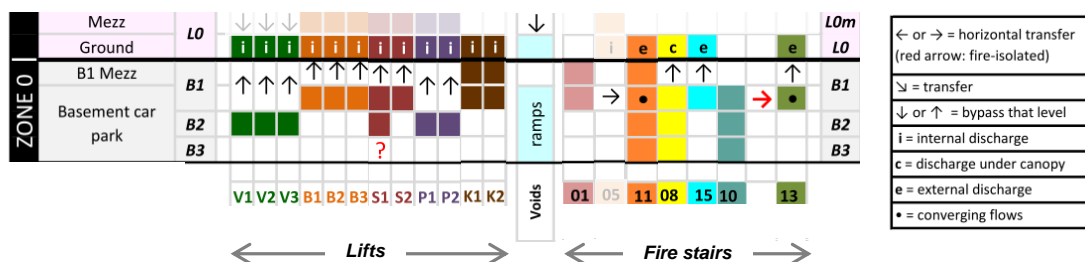 Mezz
L0
L0m
Ground
i i i i i i i i i i i
i e c e e
L0
ZONE 0
B1 Mezz
B1
B1
Basement car
park
B2
B2
B3
?
B3
ramps
Voids
V1 V2 V3 B1 B2 B3 S1 S2 P1 P2 K1 K2
01 05 11 08 15 10 13
Lifts
Fire stairs
← or → = horizontal transfer
(red arrow: fire-isolated)
↘ = transfer
↓ or ↑ = bypass that level
i = internal discharge
c = discharge under canopy
e = external discharge
• = converging flows